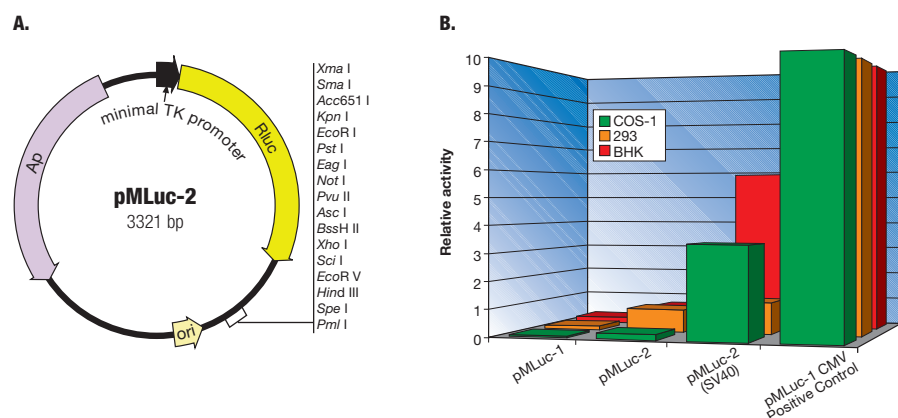 A.
Ap
minimal TK promoter
Rluc
pMLuc-2
3321 bp
ori
Xma I
Sma I
Acc651 I
Kpn I
EcoR I
Pst I
Eag I
Not I
Pvu II
Asc I
BssH II
Xho I
Sci I
EcoR V
Hind III
Spe I
Pml I
B.
Relative activity
10
9
8
7
6
5
4
3
2
1
0
COS-1
293
BHK
pMLuc-1
pMLuc-2
pMLuc-2
(SV40)
pMLuc-1 CMV
Positive Control